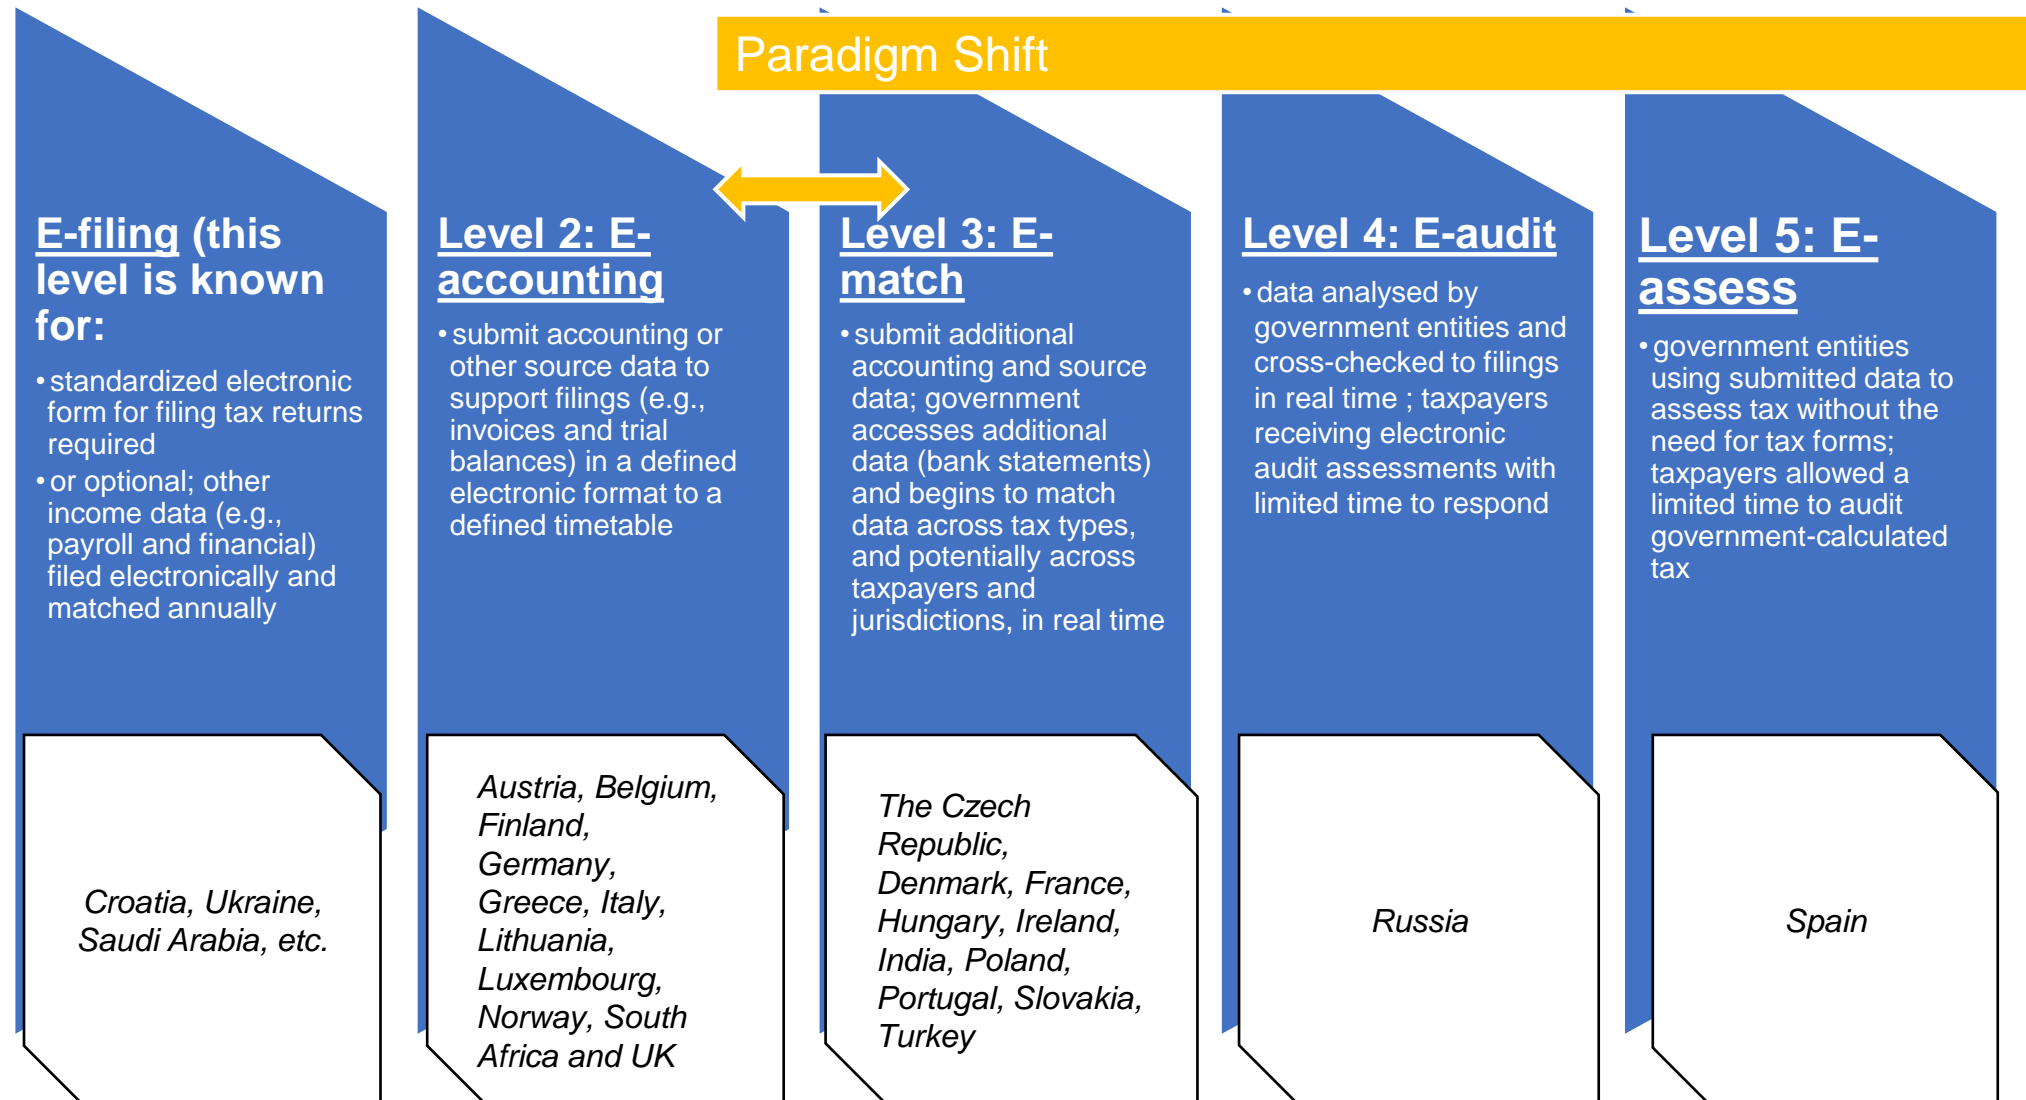 Paradigm Shift
E-filing (this
level is known
for:
• standardized electronic
form for filing tax returns
required
• or optional; other
income data (e.g.,
payroll and financial)
filed electronically and
matched annually
Croatia, Ukraine,
Saudi Arabia, etc.
Level 2: E-
accounting
• submit accounting or
other source data to
support filings (e.g.,
invoices and trial
balances) in a defined
electronic format to a
defined timetable
Austria, Belgium,
Finland,
Germany,
Greece, Italy,
Lithuania,
Luxembourg,
Norway, South
Africa and UK
Level 3: E-
match
• submit additional
accounting and source
data; government
accesses additional
data (bank statements)
and begins to match
data across tax types,
and potentially across
taxpayers and
jurisdictions, in real time
The Czech
Republic,
Denmark, France,
Hungary, Ireland,
India, Poland,
Portugal, Slovakia,
Turkey
Level 4: E-audit
• data analysed by
government entities and
cross-checked to filings
in real time ; taxpayers
receiving electronic
audit assessments with
limited time to respond
Russia
Level 5: E-
assess
• government entities
using submitted data to
assess tax without the
need for tax forms;
taxpayers allowed a
limited time to audit
government-calculated
tax
Spain